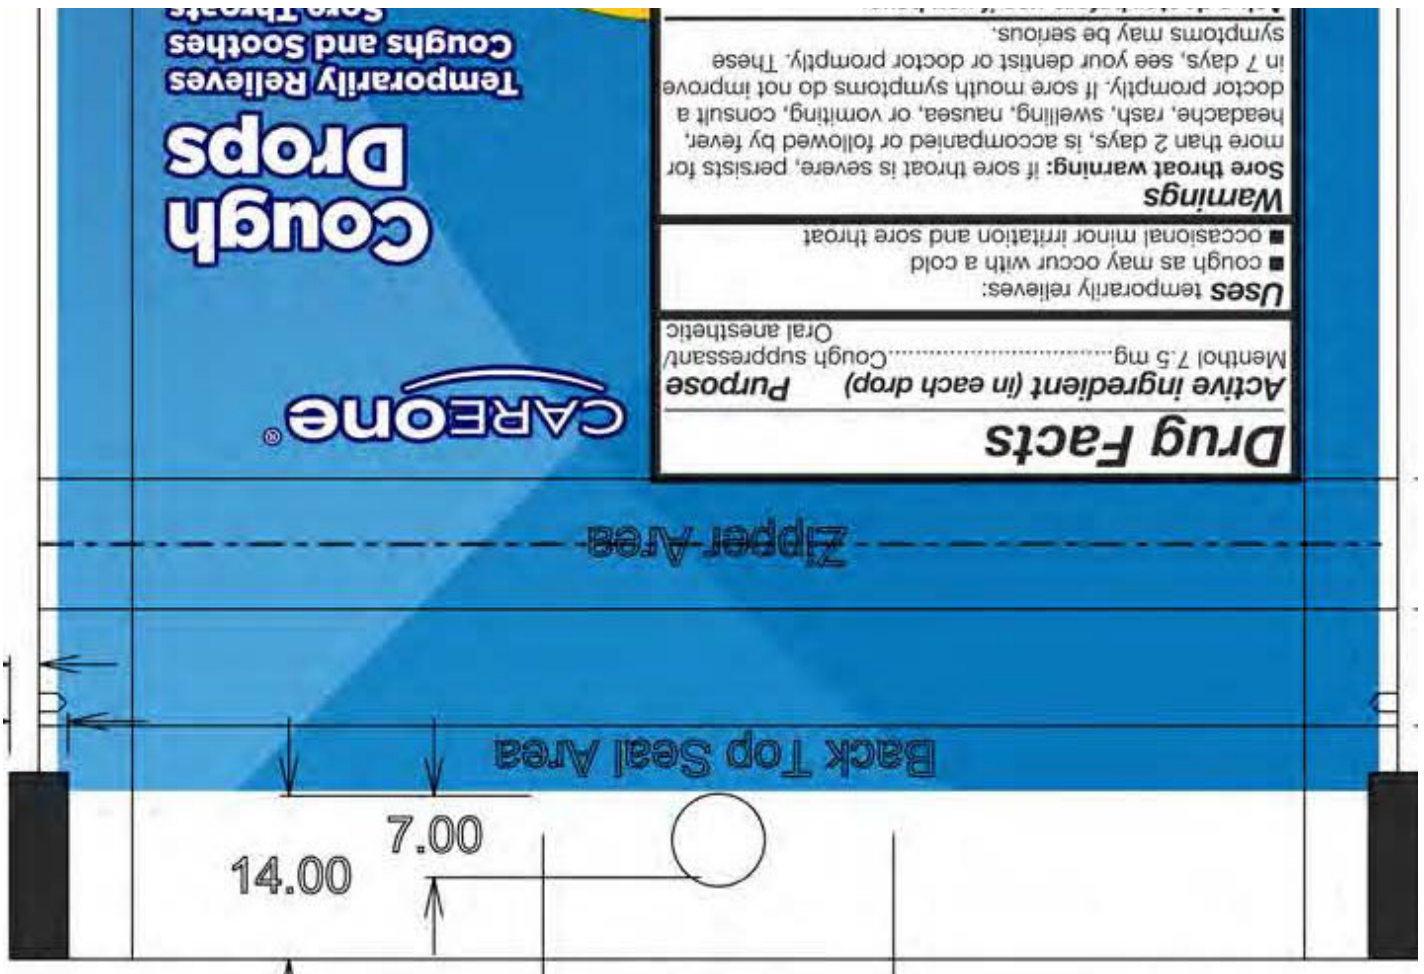 Back Top Seal Area
Zipper Area
Drug Facts
Active ingredient (in each drop) Purpose
Menthol 7.5 mg..............................Cough suppressant/
Oral anesthetic
Uses temporarily relieves:
■ cough as may occur with a cold
■ occasional minor irritation and sore throat
Warnings
Sore throat warning: if sore throat is severe, persists for
more than 2 days, is accompanied or followed by fever,
headache, rash, swelling, nausea, or vomiting, consult a
doctor promptly. If sore mouth symptoms do not improve
in 7 days, see your dentist or doctor promptly. These
symptoms may be serious.
CAREone®
Cough
Drops
Temporarily Relieves
Coughs and Soothes
Sore Throats
7.00
14.00